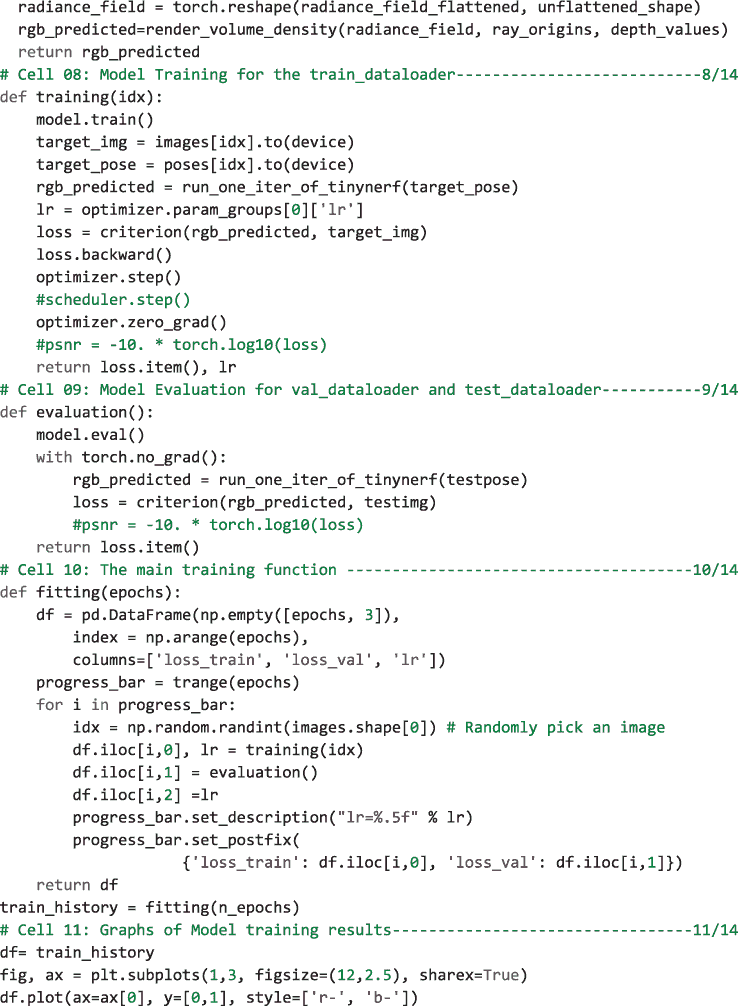 radiance_field = torch.reshape(radiance_field_flattened, unflattened_shape)
rgb_predicted=render_volume_density(radiance_field, ray_origins, depth_values)
return rgb_predicted
# Cell 08: Model Training for the train_dataloader---------------------------8/14
def training(idx):
    model.train()
    target_img = images[idx].to(device)
    target_pose = poses[idx].to(device)
    rgb_predicted = run_one_iter_of_tinynerf(target_pose)
    lr = optimizer.param_groups[0]['lr']
    loss = criterion(rgb_predicted, target_img)
    loss.backward()
    optimizer.step()
    #scheduler.step()
    optimizer.zero_grad()
    #psnr = -10. * torch.log10(loss)
    return loss.item(), lr
# Cell 09: Model Evaluation for val_dataloader and test_dataloader-----------9/14
def evaluation():
    model.eval()
    with torch.no_grad():
        rgb_predicted = run_one_iter_of_tinynerf(testpose)
        loss = criterion(rgb_predicted, testimg)
        #psnr = -10. * torch.log10(loss)
    return loss.item()
# Cell 10: The main training function --------------------------------------10/14
def fitting(epochs):
    df = pd.DataFrame(np.empty([epochs, 3]),
        index = np.arange(epochs),
        columns=['loss_train', 'loss_val', 'lr'])
    progress_bar = trange(epochs)
    for i in progress_bar:
        idx = np.random.randint(images.shape[0]) # Randomly pick an image
        df.iloc[i,0], lr = training(idx)
        df.iloc[i,1] = evaluation()
        df.iloc[i,2] =lr
        progress_bar.set_description("lr=%.5f" % lr)
        progress_bar.set_postfix(
                    {'loss_train': df.iloc[i,0], 'loss_val': df.iloc[i,1]})
    return df
train_history = fitting(n_epochs)
# Cell 11: Graphs of Model training results---------------------------------11/14
df= train_history
fig, ax = plt.subplots(1,3, figsize=(12,2.5), sharex=True)
df.plot(ax=ax[0], y=[0,1], style=['r-', 'b-'])